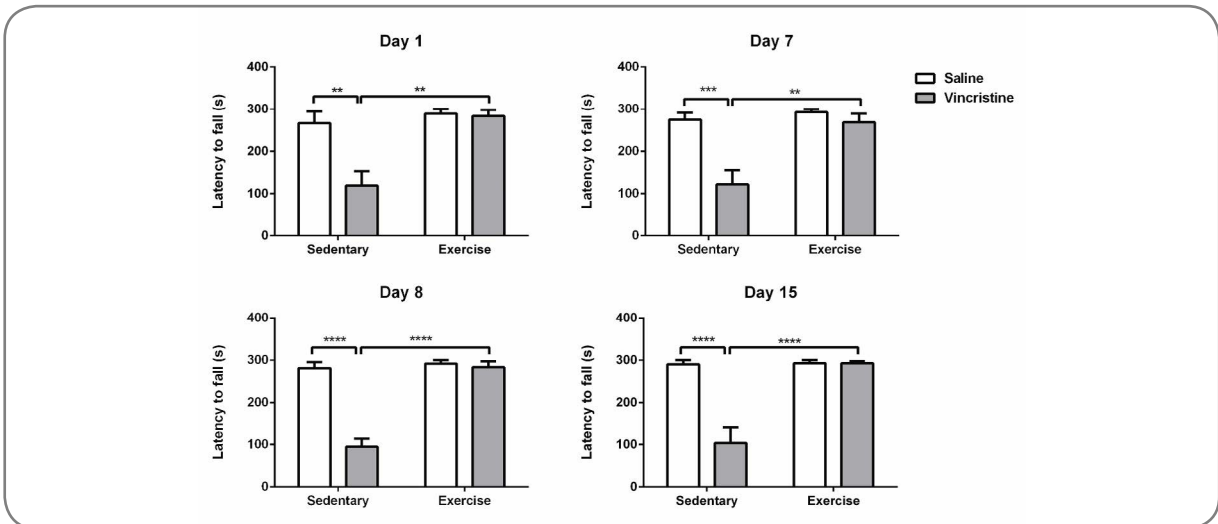 Day 1
Day 7
400
**
**
300
200
100
0
Latency to fall (s)
Sedentary
Exercise
400
***
**
300
200
100
0
Latency to fall (s)
Sedentary
Exercise
Saline
Vincristine
Day 8
Day 15
400
****
****
300
200
100
0
Latency to fall (s)
Sedentary
Exercise
400
****
****
300
200
100
0
Latency to fall (s)
Sedentary
Exercise